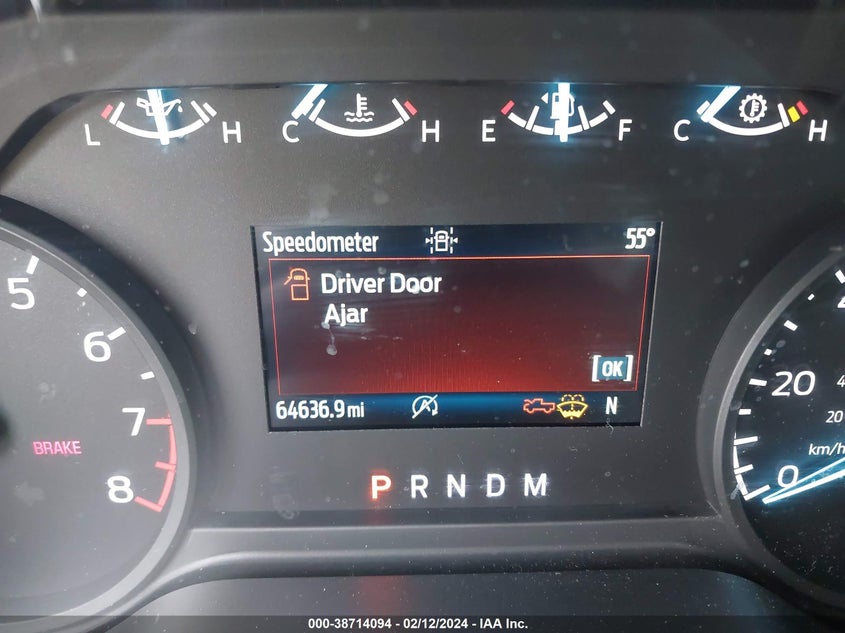 L H C H E F C H
Speedometer 55°
Driver Door
Ajar
[OK]
64636.9 mi N
5
6
7
8
BRAKE
P R N D M
20
20
km/h
0
000-38714094 - 02/12/2024 - IAA Inc.